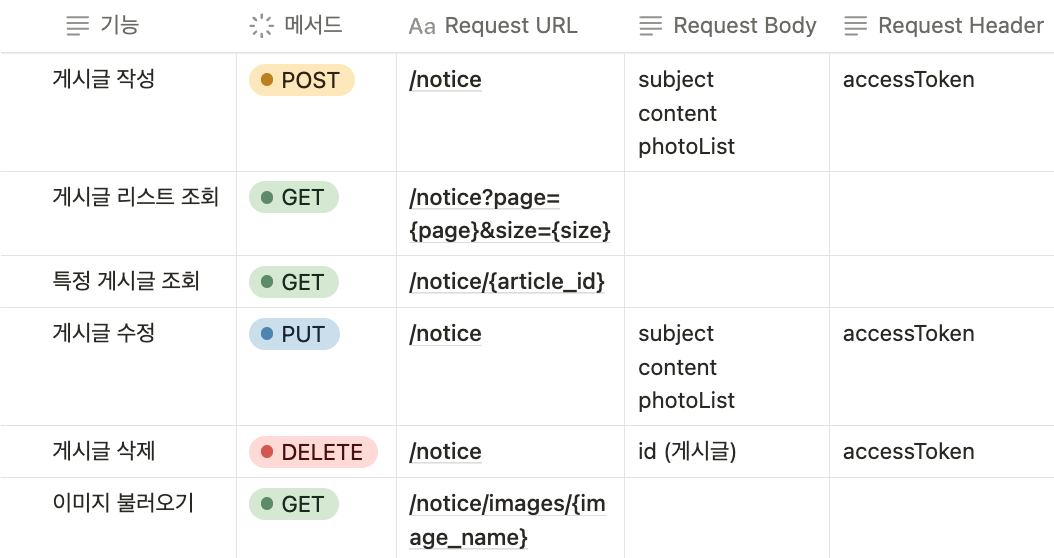 기능 메서드 Aa Request URL Request Body Request Header
게시글 작성 POST /notice subject accessToken
content
photoList
게시글 리스트 조회 GET /notice?page=
{page}&size={size}
특정 게시글 조회 GET /notice/{article_id}
게시글 수정 PUT /notice subject accessToken
content
photoList
게시글 삭제 DELETE /notice id (게시글) accessToken
이미지 불러오기 GET /notice/images/{im
age_name}